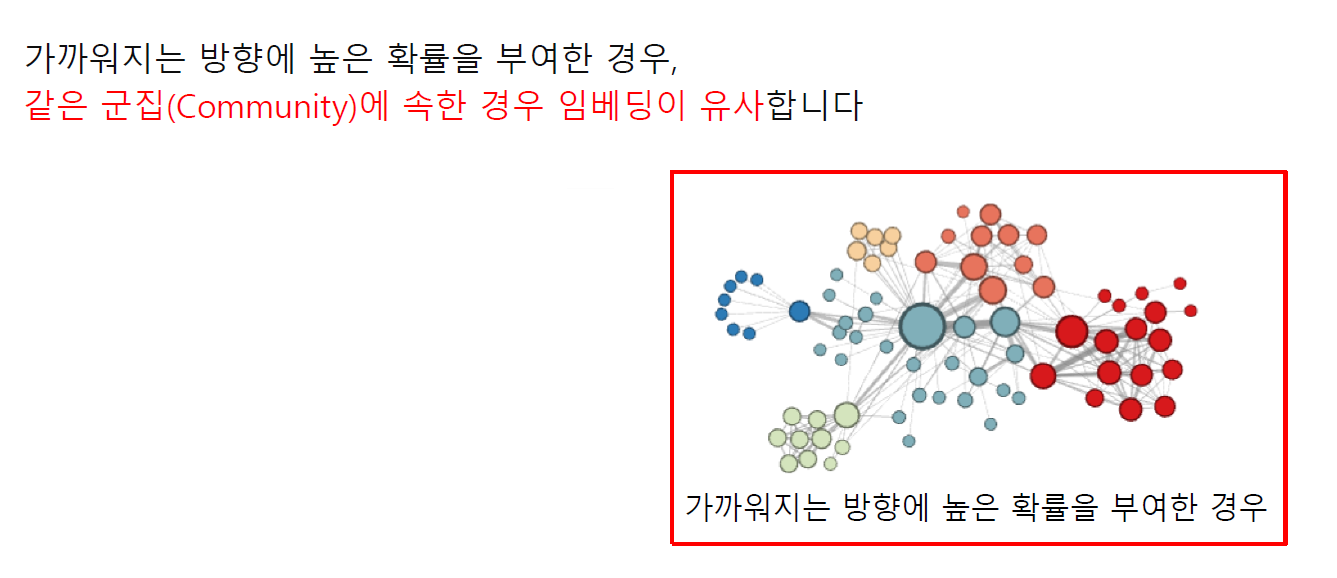 가까워지는 방향에 높은 확률을 부여한 경우,
같은 군집(Community)에 속한 경우 임베딩이 유사합니다
가까워지는 방향에 높은 확률을 부여한 경우